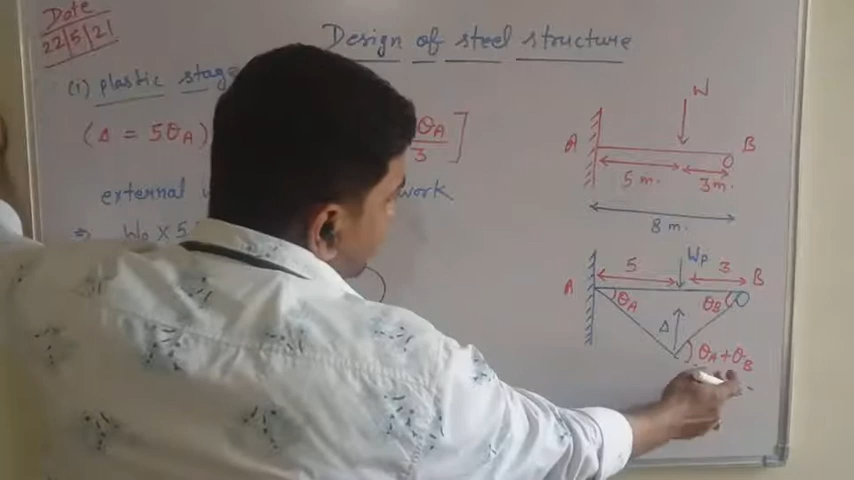 Date
22/5/21
Design of steel structure
(1) plastic stage
(Δ = 5θA)
θA
3
]
external
work
⇒ Wp × 5
W
A
B
5 m.
3 m.
8 m.
Wp
5
3
A
B
θA
θB
Δ
θA + θB